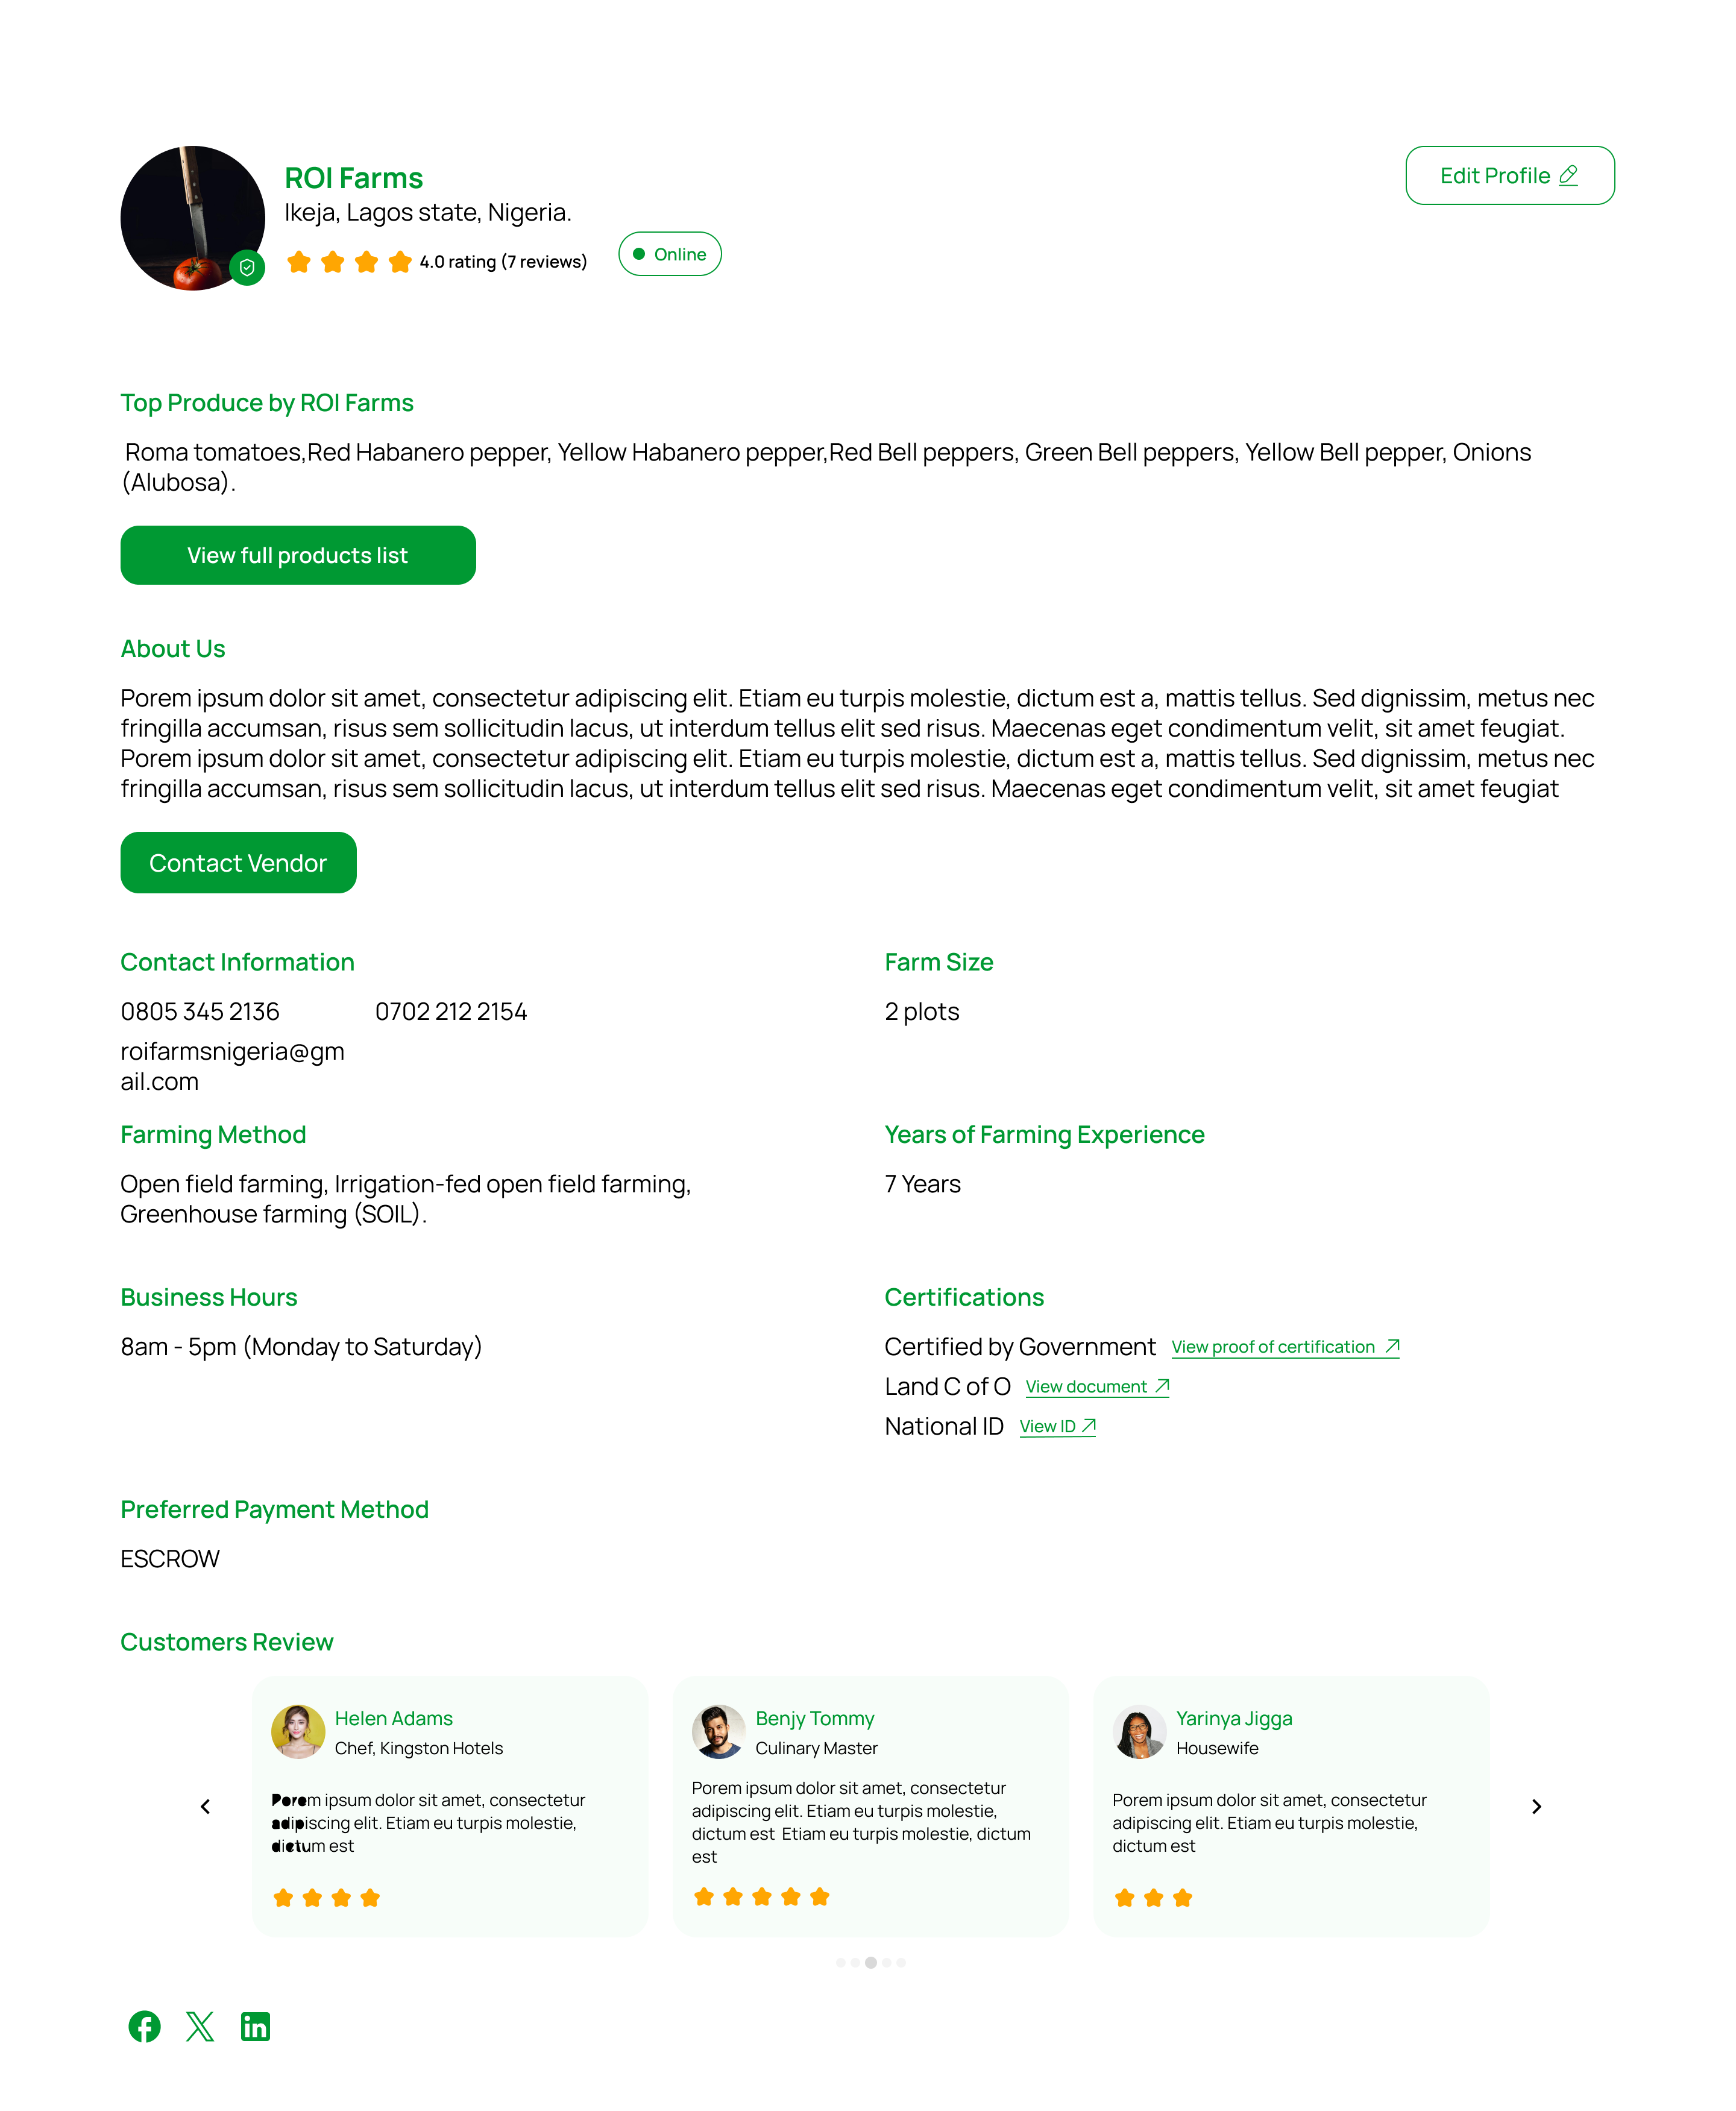 ROI Farms
Edit Profile
Ikeja, Lagos state, Nigeria.
4.0 rating (7 reviews)
Online
Top Produce by ROI Farms
Roma tomatoes,Red Habanero pepper, Yellow Habanero pepper,Red Bell peppers, Green Bell peppers, Yellow Bell pepper, Onions
(Alubosa).
View full products list
About Us
Porem ipsum dolor sit amet, consectetur adipiscing elit. Etiam eu turpis molestie, dictum est a, mattis tellus. Sed dignissim, metus nec
fringilla accumsan, risus sem sollicitudin lacus, ut interdum tellus elit sed risus. Maecenas eget condimentum velit, sit amet feugiat.
Porem ipsum dolor sit amet, consectetur adipiscing elit. Etiam eu turpis molestie, dictum est a, mattis tellus. Sed dignissim, metus nec
fringilla accumsan, risus sem sollicitudin lacus, ut interdum tellus elit sed risus. Maecenas eget condimentum velit, sit amet feugiat
Contact Vendor
Contact Information
0805 345 2136 0702 212 2154
roifarmsnigeria@gm
ail.com
Farm Size
2 plots
Farming Method
Open field farming, Irrigation-fed open field farming,
Greenhouse farming (SOIL).
Years of Farming Experience
7 Years
Business Hours
8am - 5pm (Monday to Saturday)
Certifications
Certified by Government View proof of certification
Land C of O View document
National ID View ID
Preferred Payment Method
ESCROW
Customers Review
Helen Adams
Chef, Kingston Hotels
Porem ipsum dolor sit amet, consectetur
adipiscing elit. Etiam eu turpis molestie,
dictum est
Benjy Tommy
Culinary Master
Porem ipsum dolor sit amet, consectetur
adipiscing elit. Etiam eu turpis molestie,
dictum est Etiam eu turpis molestie, dictum
est
Yarinya Jigga
Housewife
Porem ipsum dolor sit amet, consectetur
adipiscing elit. Etiam eu turpis molestie,
dictum est